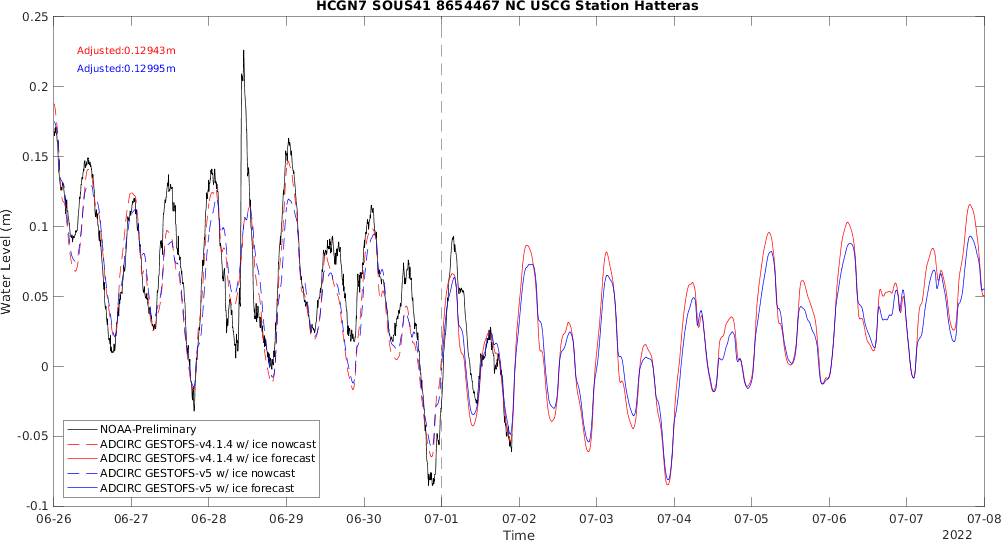 HCGN7 SOUS41 8654467 NC USCG Station Hatteras
0.25
0.2
0.15
0.1
0.05
0
-0.05
-0.1
Water Level (m)
Adjusted:0.12943m
Adjusted:0.12995m
NOAA-Preliminary
ADCIRC GESTOFS-v4.1.4 w/ ice nowcast
ADCIRC GESTOFS-v4.1.4 w/ ice forecast
ADCIRC GESTOFS-v5 w/ ice nowcast
ADCIRC GESTOFS-v5 w/ ice forecast
06-26 06-27 06-28 06-29 06-30 07-01 07-02 07-03 07-04 07-05 07-06 07-07 07-08
Time
2022